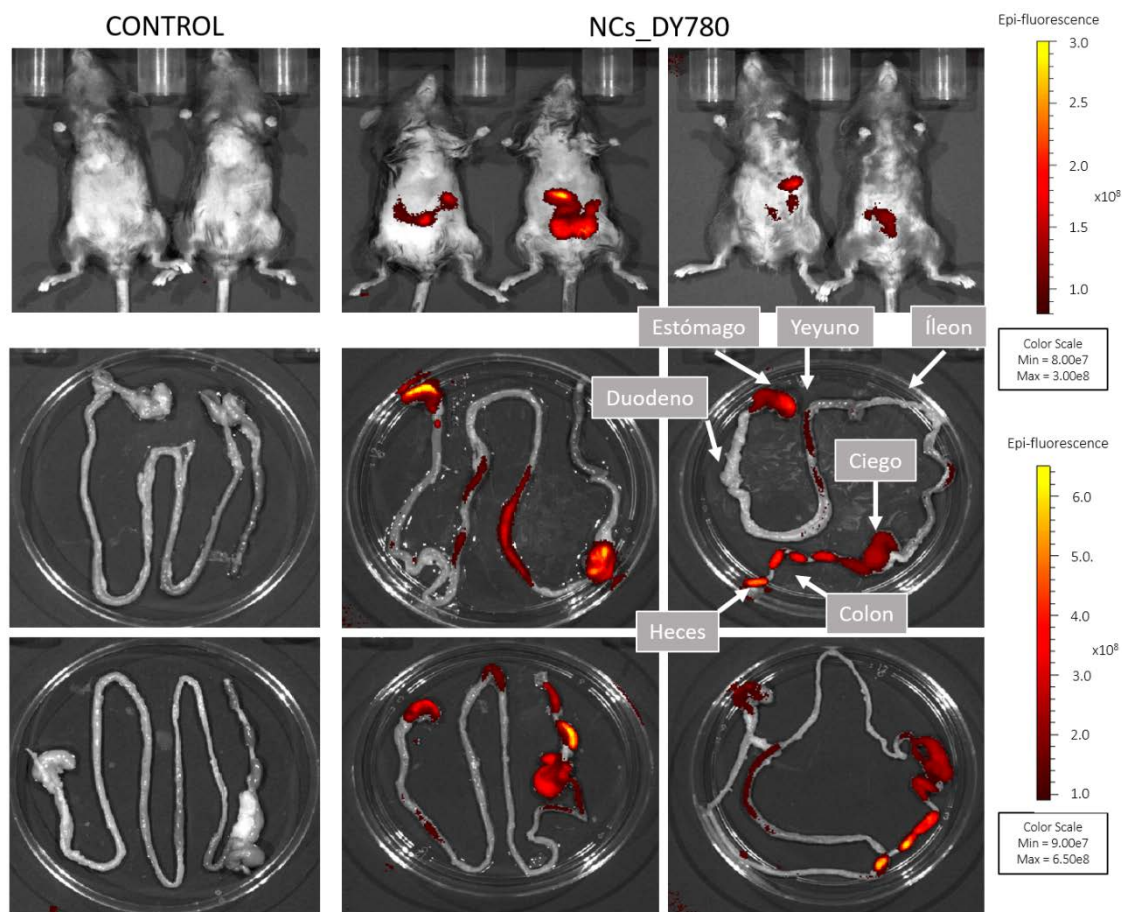 CONTROL
NCs_DY780
Epi-fluorescence
3.0
2.5
2.0
x10⁸
1.5
1.0
Color Scale
Min = 8.00e7
Max = 3.00e8
Estómago
Yeyuno
Íleon
Duodeno
Ciego
Heces
Colon
Epi-fluorescence
6.0
5.0
4.0
3.0
x10⁸
2.0
1.0
Color Scale
Min = 9.00e7
Max = 6.50e8